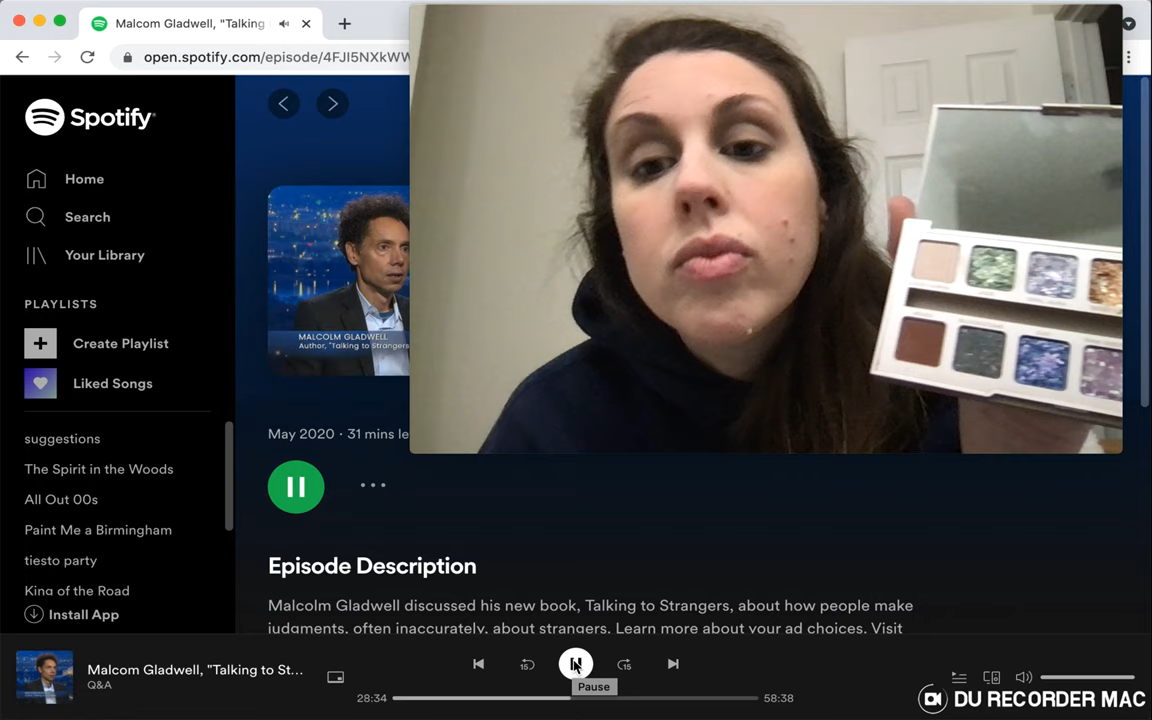 Malcom Gladwell, "Talking
open.spotify.com/episode/4FJI5NXkWW
Spotify
Home
Search
Your Library
PLAYLISTS
Create Playlist
Liked Songs
suggestions
The Spirit in the Woods
All Out 00s
Paint Me a Birmingham
tiesto party
King of the Road
Install App
MALCOLM GLADWELL
Author, "Talking to Strangers
May 2020 · 31 mins le
Episode Description
Malcolm Gladwell discussed his new book, Talking to Strangers, about how people make
judgments, often inaccurately, about strangers. Learn more about your ad choices. Visit
Malcom Gladwell, "Talking to St...
Q&A
15
15
Pause
28:34
58:38
DU RECORDER MAC